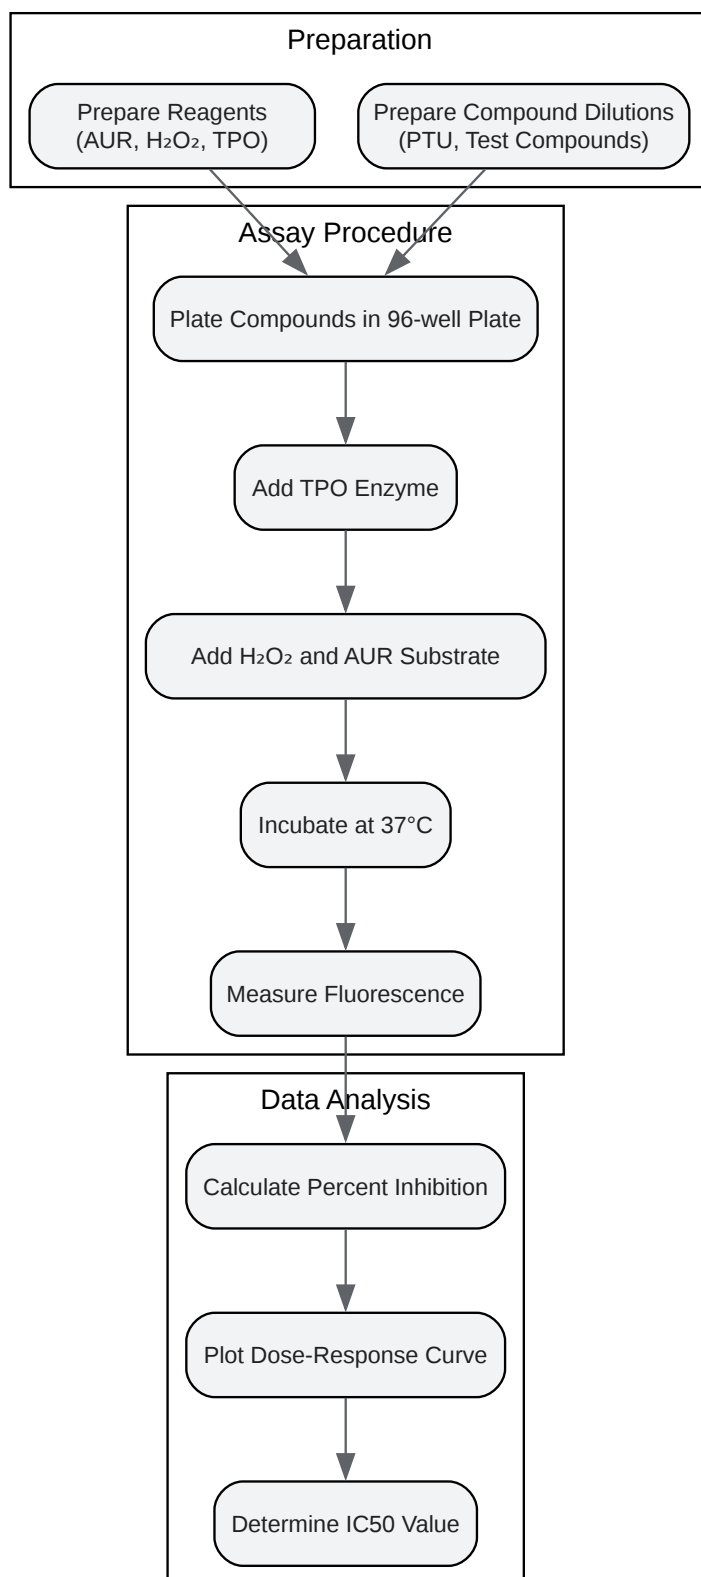 Preparation
Prepare Reagents
(AUR, H₂O₂, TPO)
Prepare Compound Dilutions
(PTU, Test Compounds)
Assay Procedure
Plate Compounds in 96-well Plate
Add TPO Enzyme
Add H₂O₂ and AUR Substrate
Incubate at 37°C
Measure Fluorescence
Data Analysis
Calculate Percent Inhibition
Plot Dose-Response Curve
Determine IC50 Value